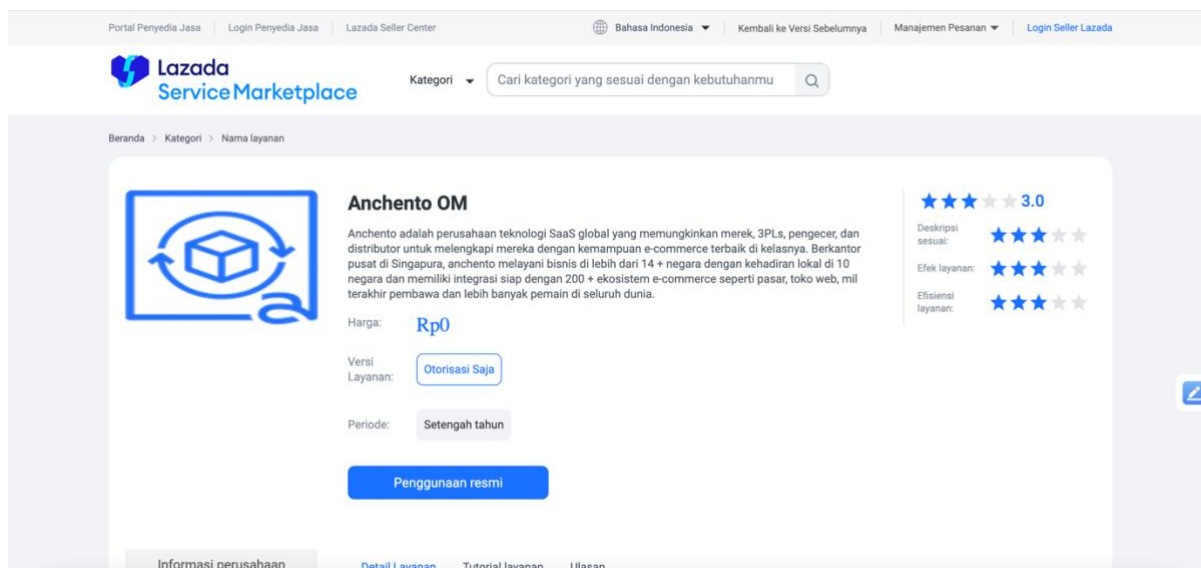 Portal Penyedia Jasa
Login Penyedia Jasa
Lazada Seller Center
Bahasa Indonesia
Kembali ke Versi Sebelumnya
Manajemen Pesanan
Login Seller Lazada
Lazada
Service Marketplace
Kategori
Cari kategori yang sesuai dengan kebutuhanmu
Beranda > Kategori > Nama layanan
Anchento OM
Anchento adalah perusahaan teknologi SaaS global yang memungkinkan merek, 3PLs, pengecer, dan
distributor untuk melengkapi mereka dengan kemampuan e-commerce terbaik di kelasnya. Berkantor
pusat di Singapura, anchento melayani bisnis di lebih dari 14 + negara dengan kehadiran lokal di 10
negara dan memiliki integrasi siap dengan 200 + ekosistem e-commerce seperti pasar, toko web, mil
terakhir pembawa dan lebih banyak pemain di seluruh dunia.
Harga:
Rp0
Versi
Layanan:
Otorisasi Saja
Periode:
Setengah tahun
Penggunaan resmi
3.0
Deskripsi
sesuai:
Efek layanan:
Efisiensi
layanan:
Informasi perusahaan
Detail Layanan
Tutorial layanan
Ulasan